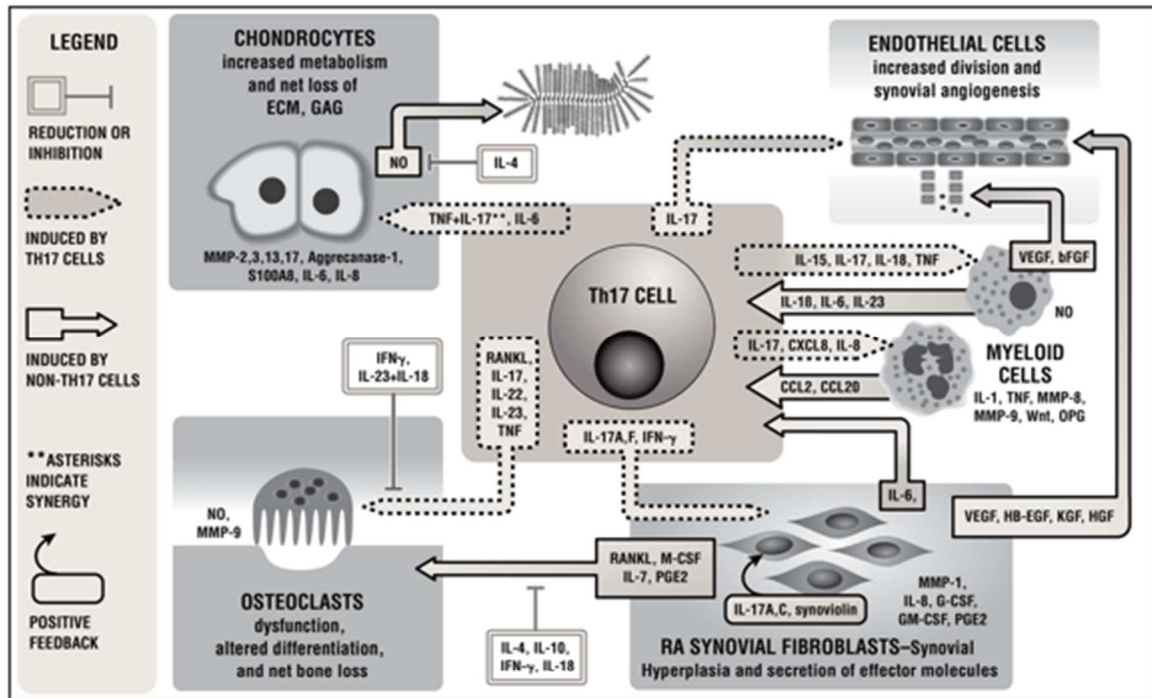 LEGEND
REDUCTION OR
INHIBITION
INDUCED BY
TH17 CELLS
INDUCED BY
NON-TH17 CELLS
**ASTERISKS
INDICATE
SYNERGY
POSITIVE
FEEDBACK
CHONDROCYTES
increased metabolism
and net loss of
ECM, GAG
NO
IL-4
TNF+IL-17**, IL-6
MMP-2,3,13,17, Aggrecanase-1,
S100A8, IL-6, IL-8
ENDOTHELIAL CELLS
increased division and
synovial angiogenesis
IL-17
VEGF, bFGF
IL-15, IL-17, IL-18, TNF
IL-18, IL-6, IL-23
NO
Th17 CELL
IL-17, CXCL8, IL-8
CCL2, CCL20
MYELOID
CELLS
IL-1, TNF, MMP-8,
MMP-9, Wnt, OPG
IFNγ,
IL-23+IL-18
RANKL,
IL-17,
IL-22,
IL-23,
TNF
IL-17A,F, IFN-γ
NO,
MMP-9
OSTEOCLASTS
dysfunction,
altered differentiation,
and net bone loss
RANKL, M-CSF
IL-7, PGE2
IL-4, IL-10,
IFN-γ, IL-18
IL-6,
VEGF, HB-EGF, KGF, HGF
IL-17A,C, synoviolin
MMP-1,
IL-8, G-CSF,
GM-CSF, PGE2
RA SYNOVIAL FIBROBLASTS–Synovial
Hyperplasia and secretion of effector molecules